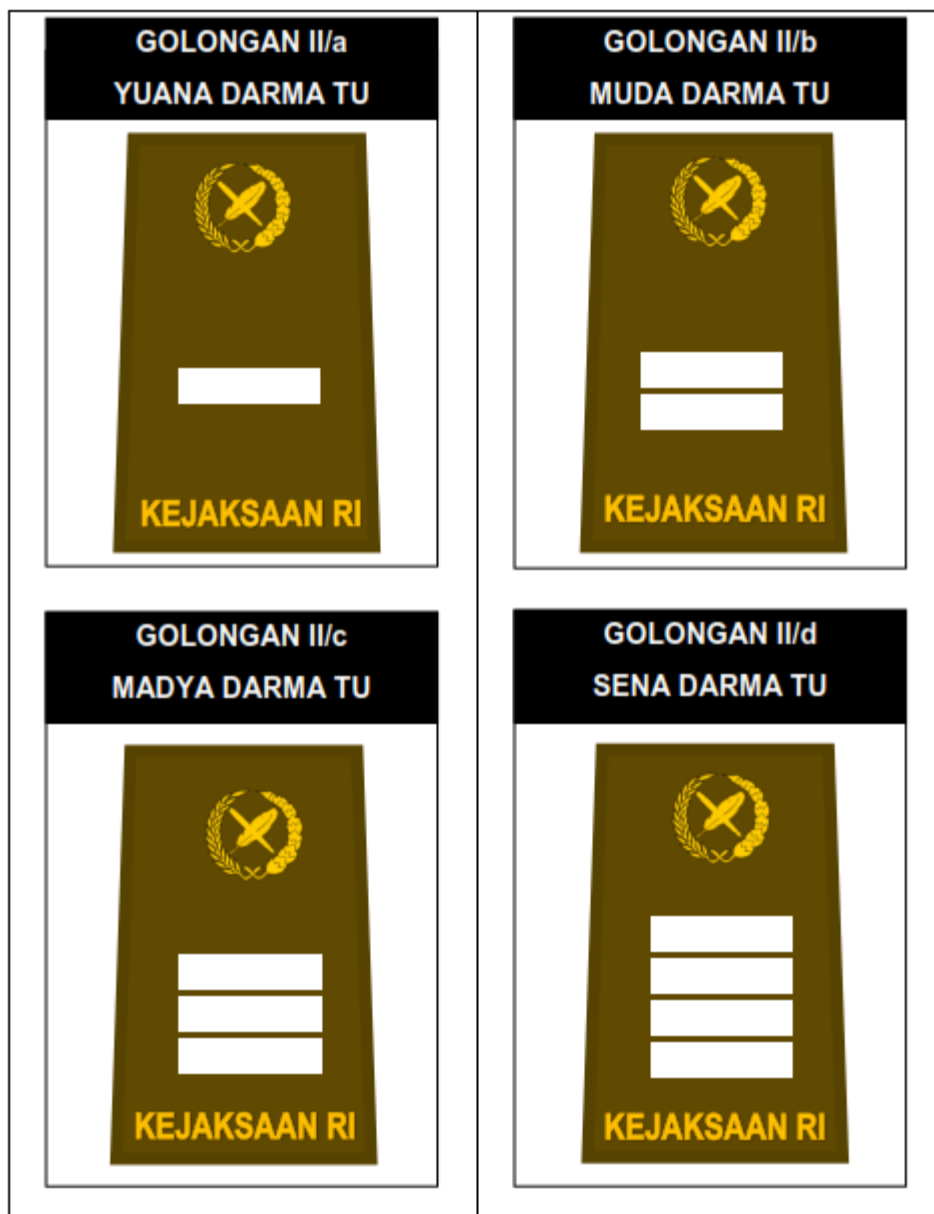 GOLONGAN II/a
YUANA DARMA TU
KEJAKSAAN RI
GOLONGAN II/b
MUDA DARMA TU
KEJAKSAAN RI
GOLONGAN II/c
MADYA DARMA TU
KEJAKSAAN RI
GOLONGAN II/d
SENA DARMA TU
KEJAKSAAN RI